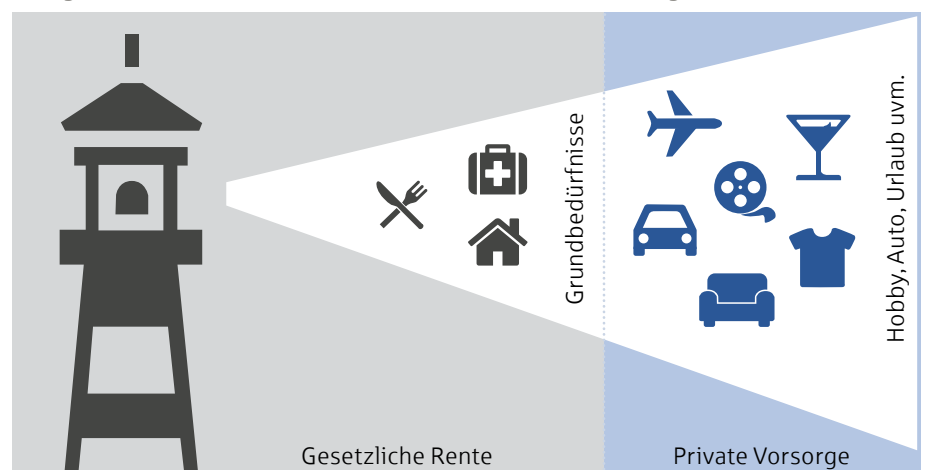 Grundbedürfnisse
Hobby, Auto, Urlaub uvm.
Gesetzliche Rente
Private Vorsorge